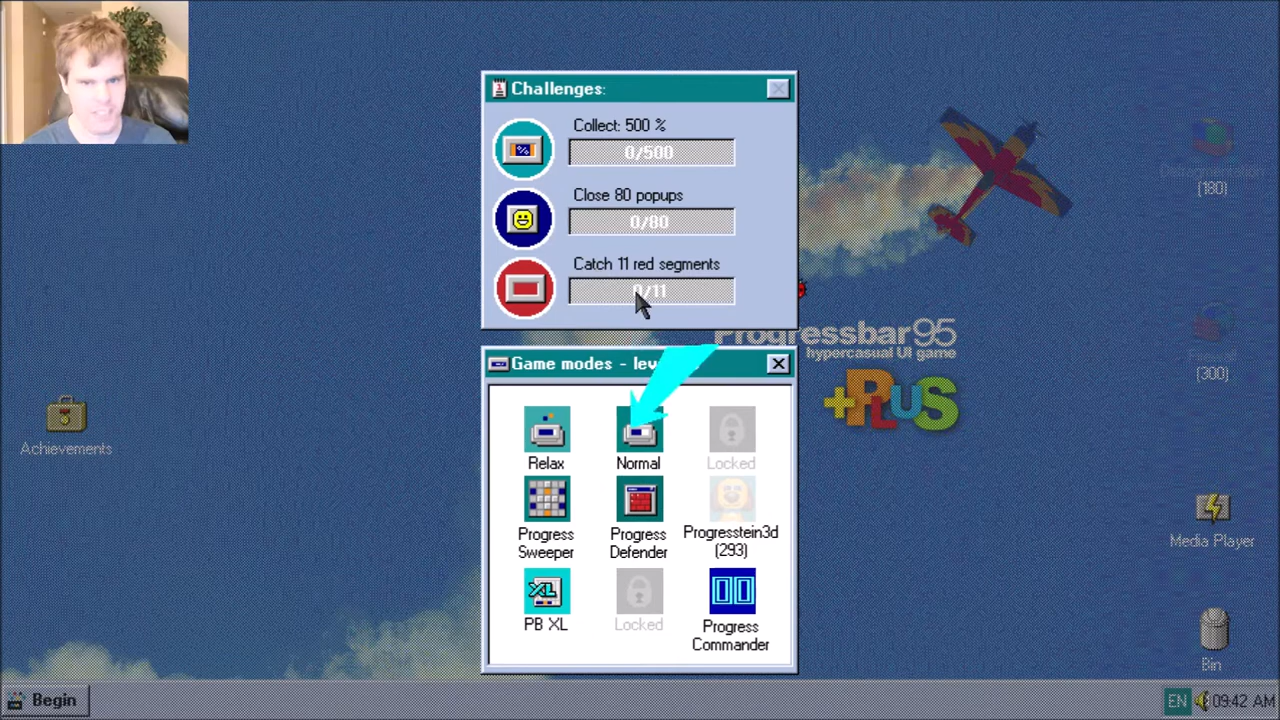 Challenges:
Collect: 500 %
0/500
Close 80 popups
0/80
Catch 11 red segments
0/11
(180)
Progressbar95
hypercasual UI game
+PLUS
(300)
Game modes -
Relax
Normal
Locked
Progress
Sweeper
Progress
Defender
Progresstein3d
(293)
XL
PB XL
Locked
Progress
Commander
Achievements
Media Player
Bin
Begin
EN
09:42 AM